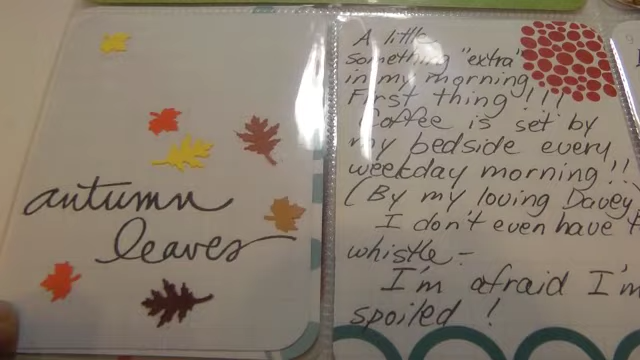 autumn
leaves
A little
something "extra"
in my morning
First thing!!!
Coffee is set by
my bedside every
weekday morning!!
(By my loving Davey
I don't even have t
whistle -
I'm afraid I'm
spoiled!